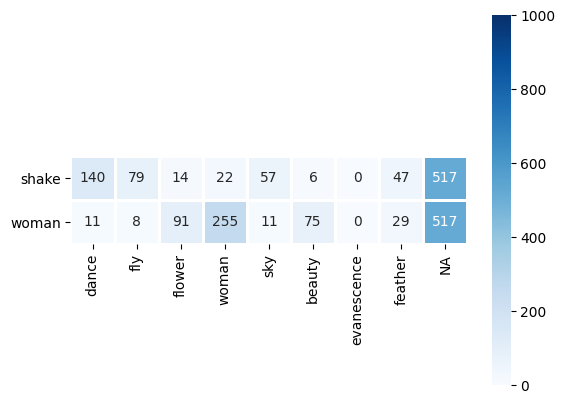 1000
800
600
400
200
0
shake 140 79 14 22 57 6 0 47 517
woman 11 8 91 255 11 75 0 29 517
dance fly flower woman sky beauty evanescence feather NA